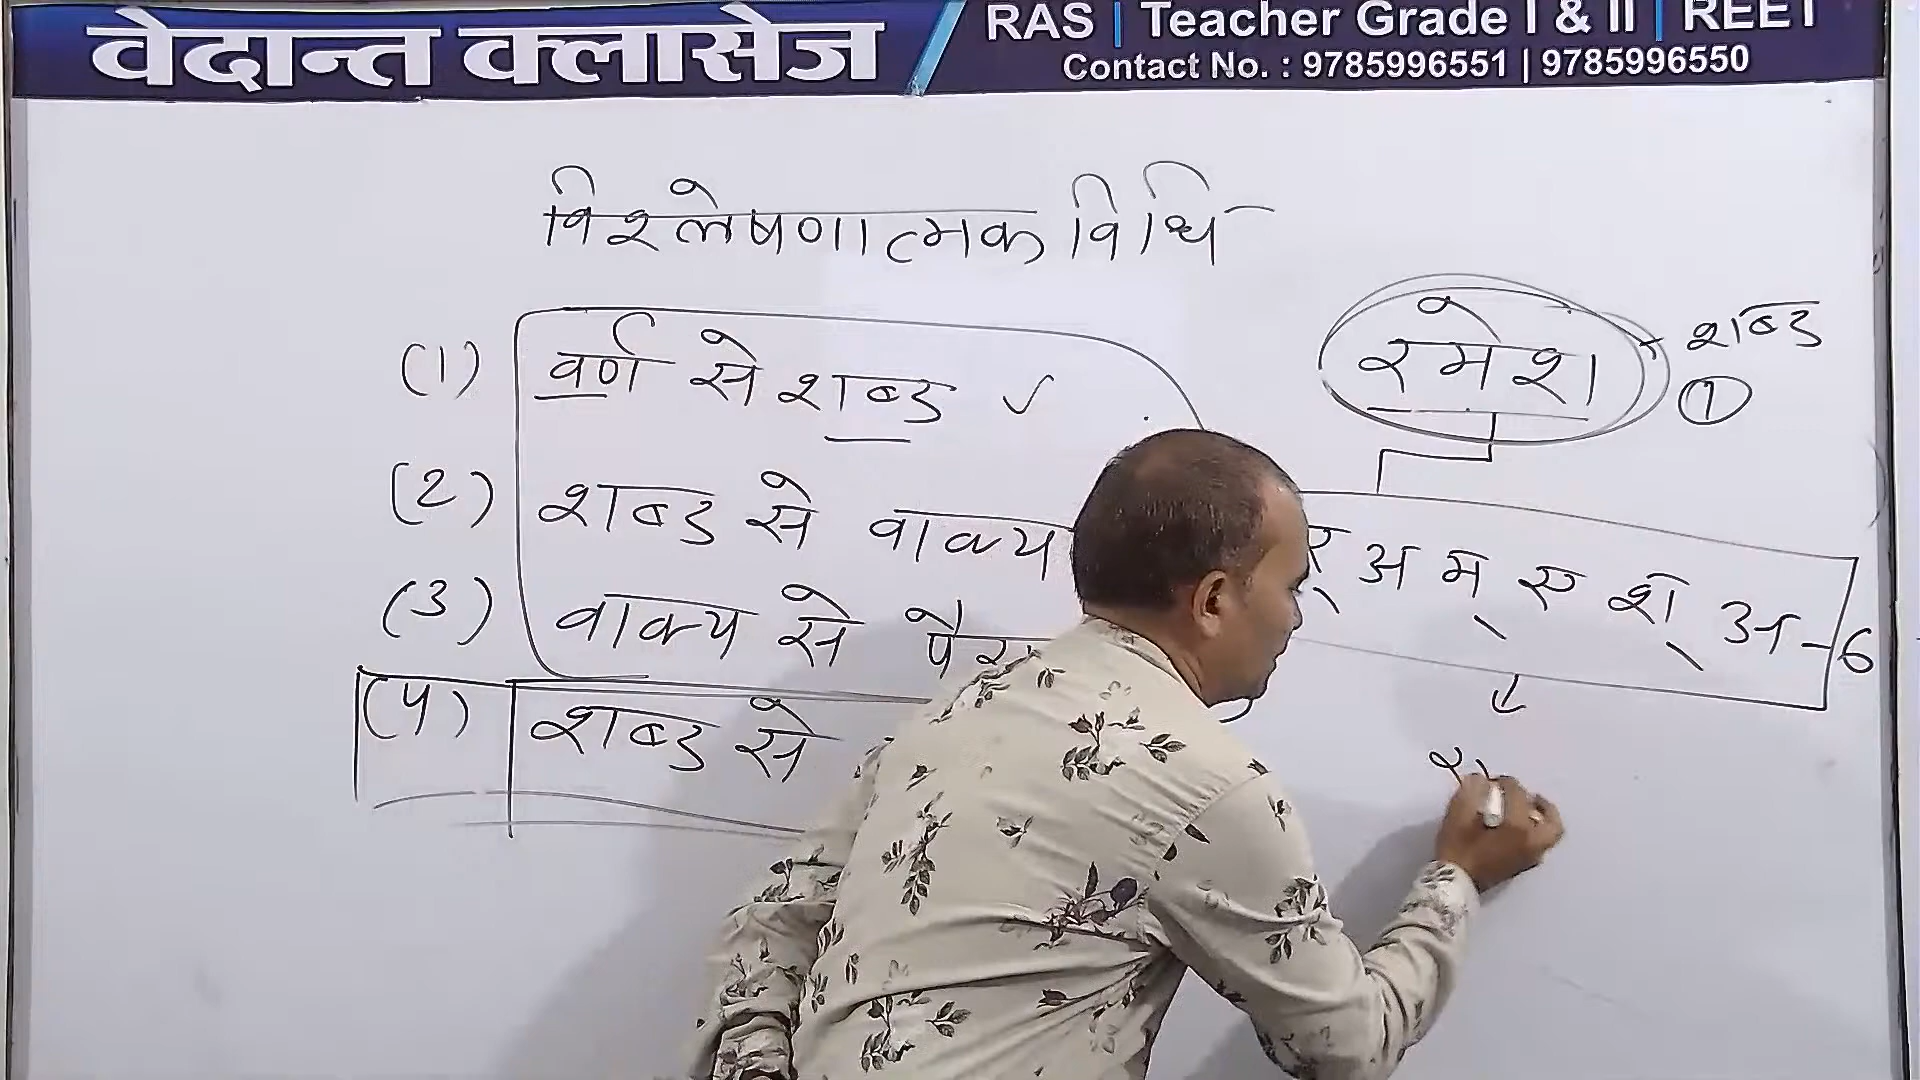 वेदान्त क्लासेज
RAS | Teacher Grade I & II | REET
Contact No. : 9785996551 | 9785996550
विश्लेषणात्मक विधि
(1) वर्ण से शब्द ✓
(2) शब्द से वाक्य
(3) वाक्य से
(4) शब्द से
रमेश - शब्द
1
र् अ म् ए श् अ - 6